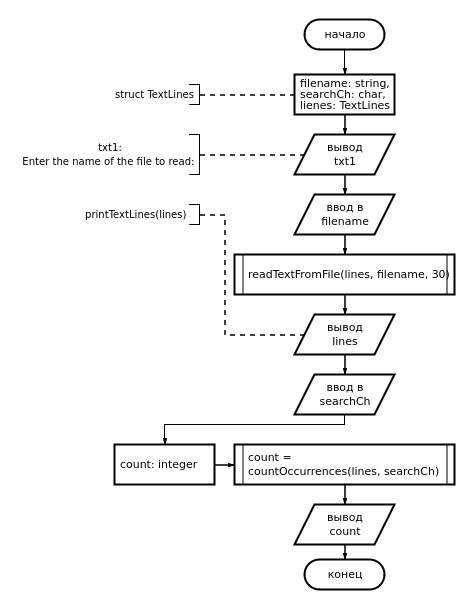 начало
filename: string,
searchCh: char,
lienes: TextLines
struct TextLines
вывод
txt1
txt1:
Enter the name of the file to read:
ввод в
filename
printTextLines(lines)
readTextFromFile(lines, filename, 30)
вывод
lines
ввод в
searchCh
count: integer
count =
countOccurrences(lines, searchCh)
вывод
count
конец